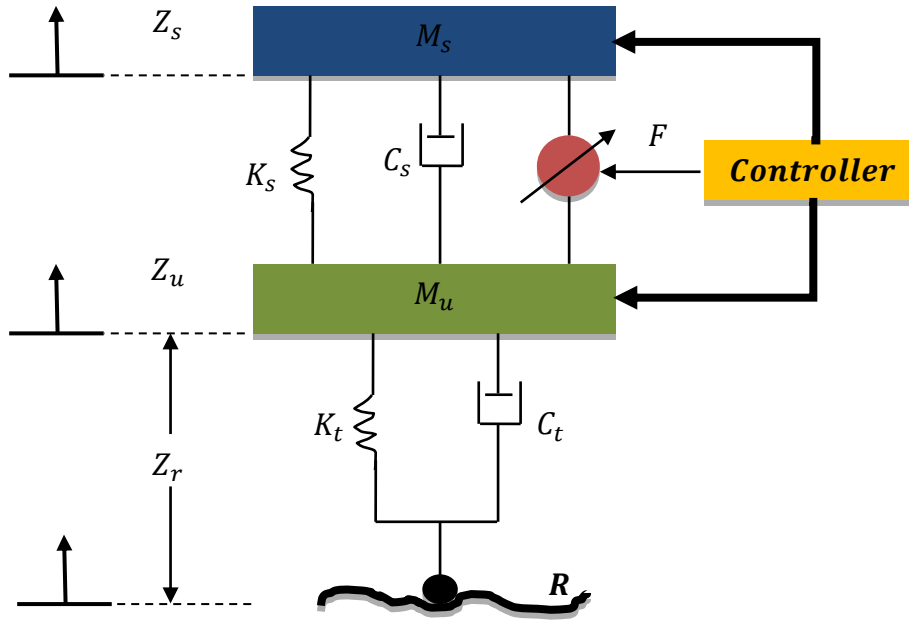 Z_s
M_s
K_s
C_s
F
Controller
Z_u
M_u
K_t
C_t
Z_r
R